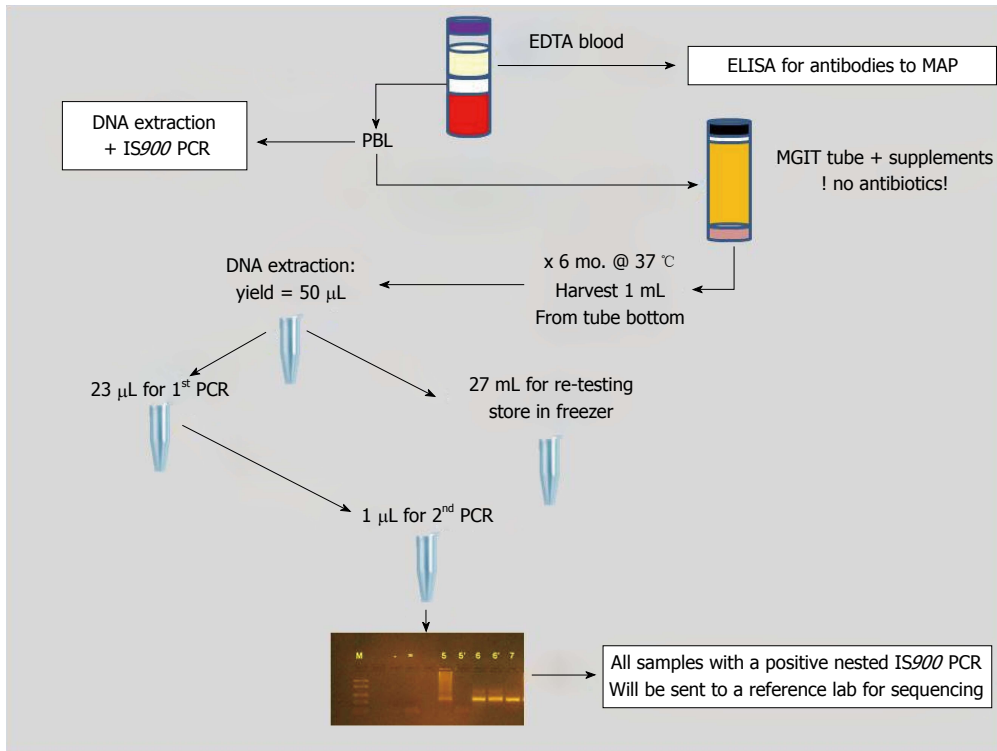 EDTA blood
ELISA for antibodies to MAP
DNA extraction
+ IS900 PCR
PBL
MGIT tube + supplements
! no antibiotics!
DNA extraction:
yield = 50 μL
x 6 mo. @ 37 ℃
Harvest 1 mL
From tube bottom
23 μL for 1st PCR
27 mL for re-testing
store in freezer
1 μL for 2nd PCR
M - = 5 5' 6 6' 7
All samples with a positive nested IS900 PCR
Will be sent to a reference lab for sequencing